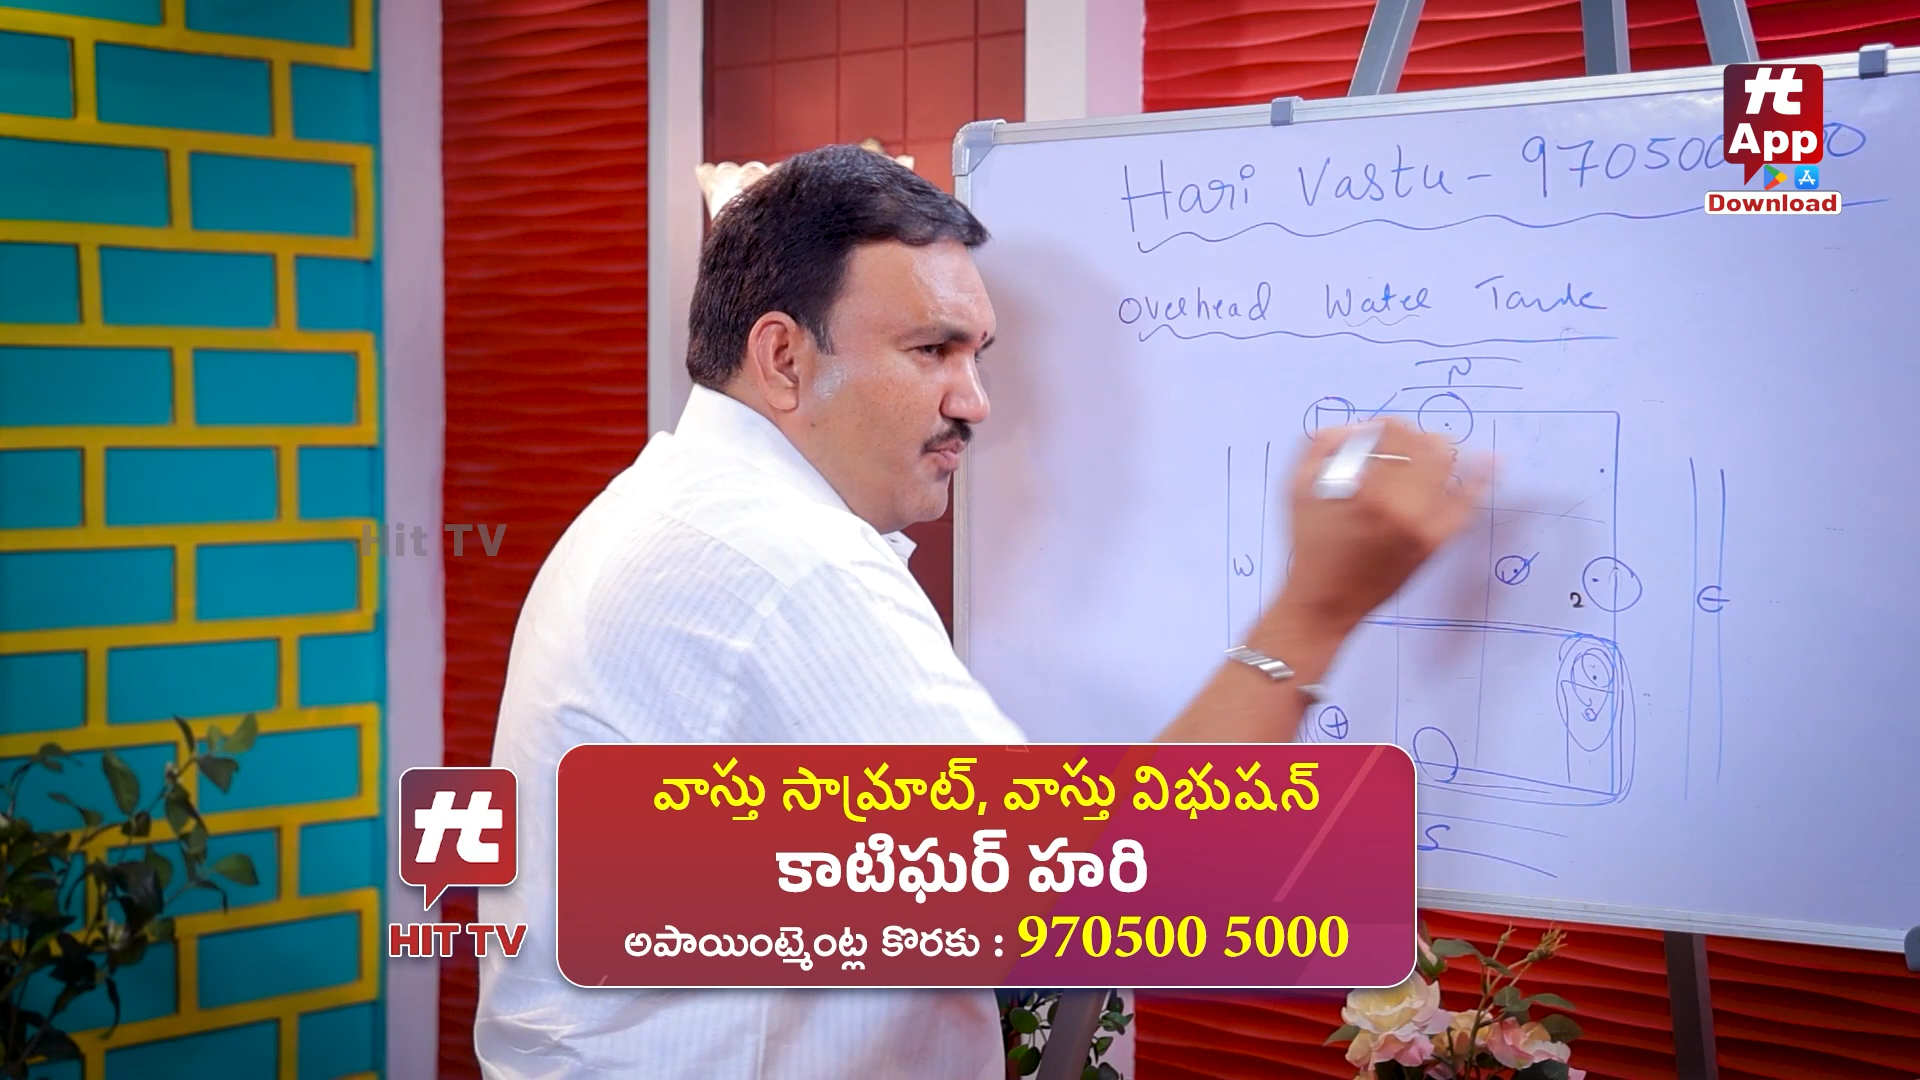 Hari Vastu - 970500
App
Download
Overhead Water Tank
N
W
2
E
S
Hit TV
వాస్తు సామ్రాట్, వాస్తు విభుషన్
కాటిఘర్ హరి
అపాయింట్మెంట్ల కొరకు : 970500 5000
HIT TV